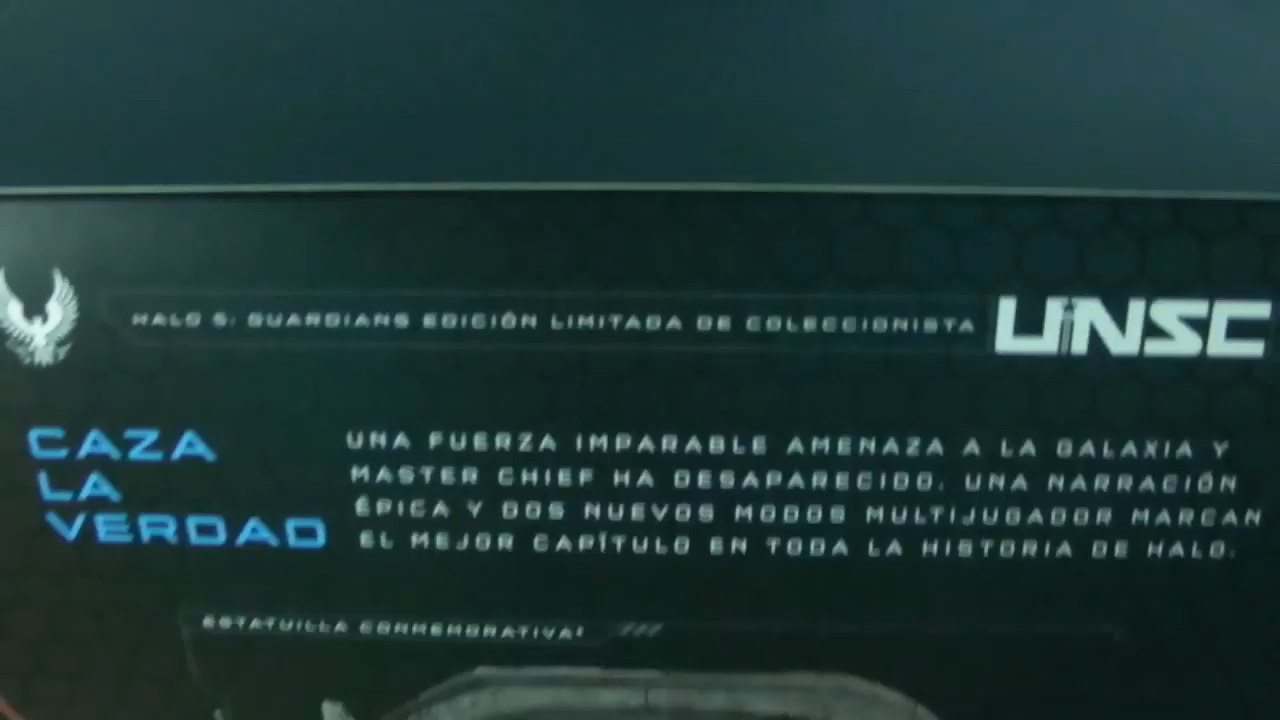 HALO 5: GUARDIANS EDICIÓN LIMITADA DE COLECCIONISTA
UNSC
CAZA
LA
VERDAD
UNA FUERZA IMPARABLE AMENAZA A LA GALAXIA Y
MASTER CHIEF HA DESAPARECIDO. UNA NARRACIÓN
ÉPICA Y DOS NUEVOS MODOS MULTIJUGADOR MARCAN
EL MEJOR CAPÍTULO EN TODA LA HISTORIA DE HALO.
ESTATUILLA CONMEMORATIVA: